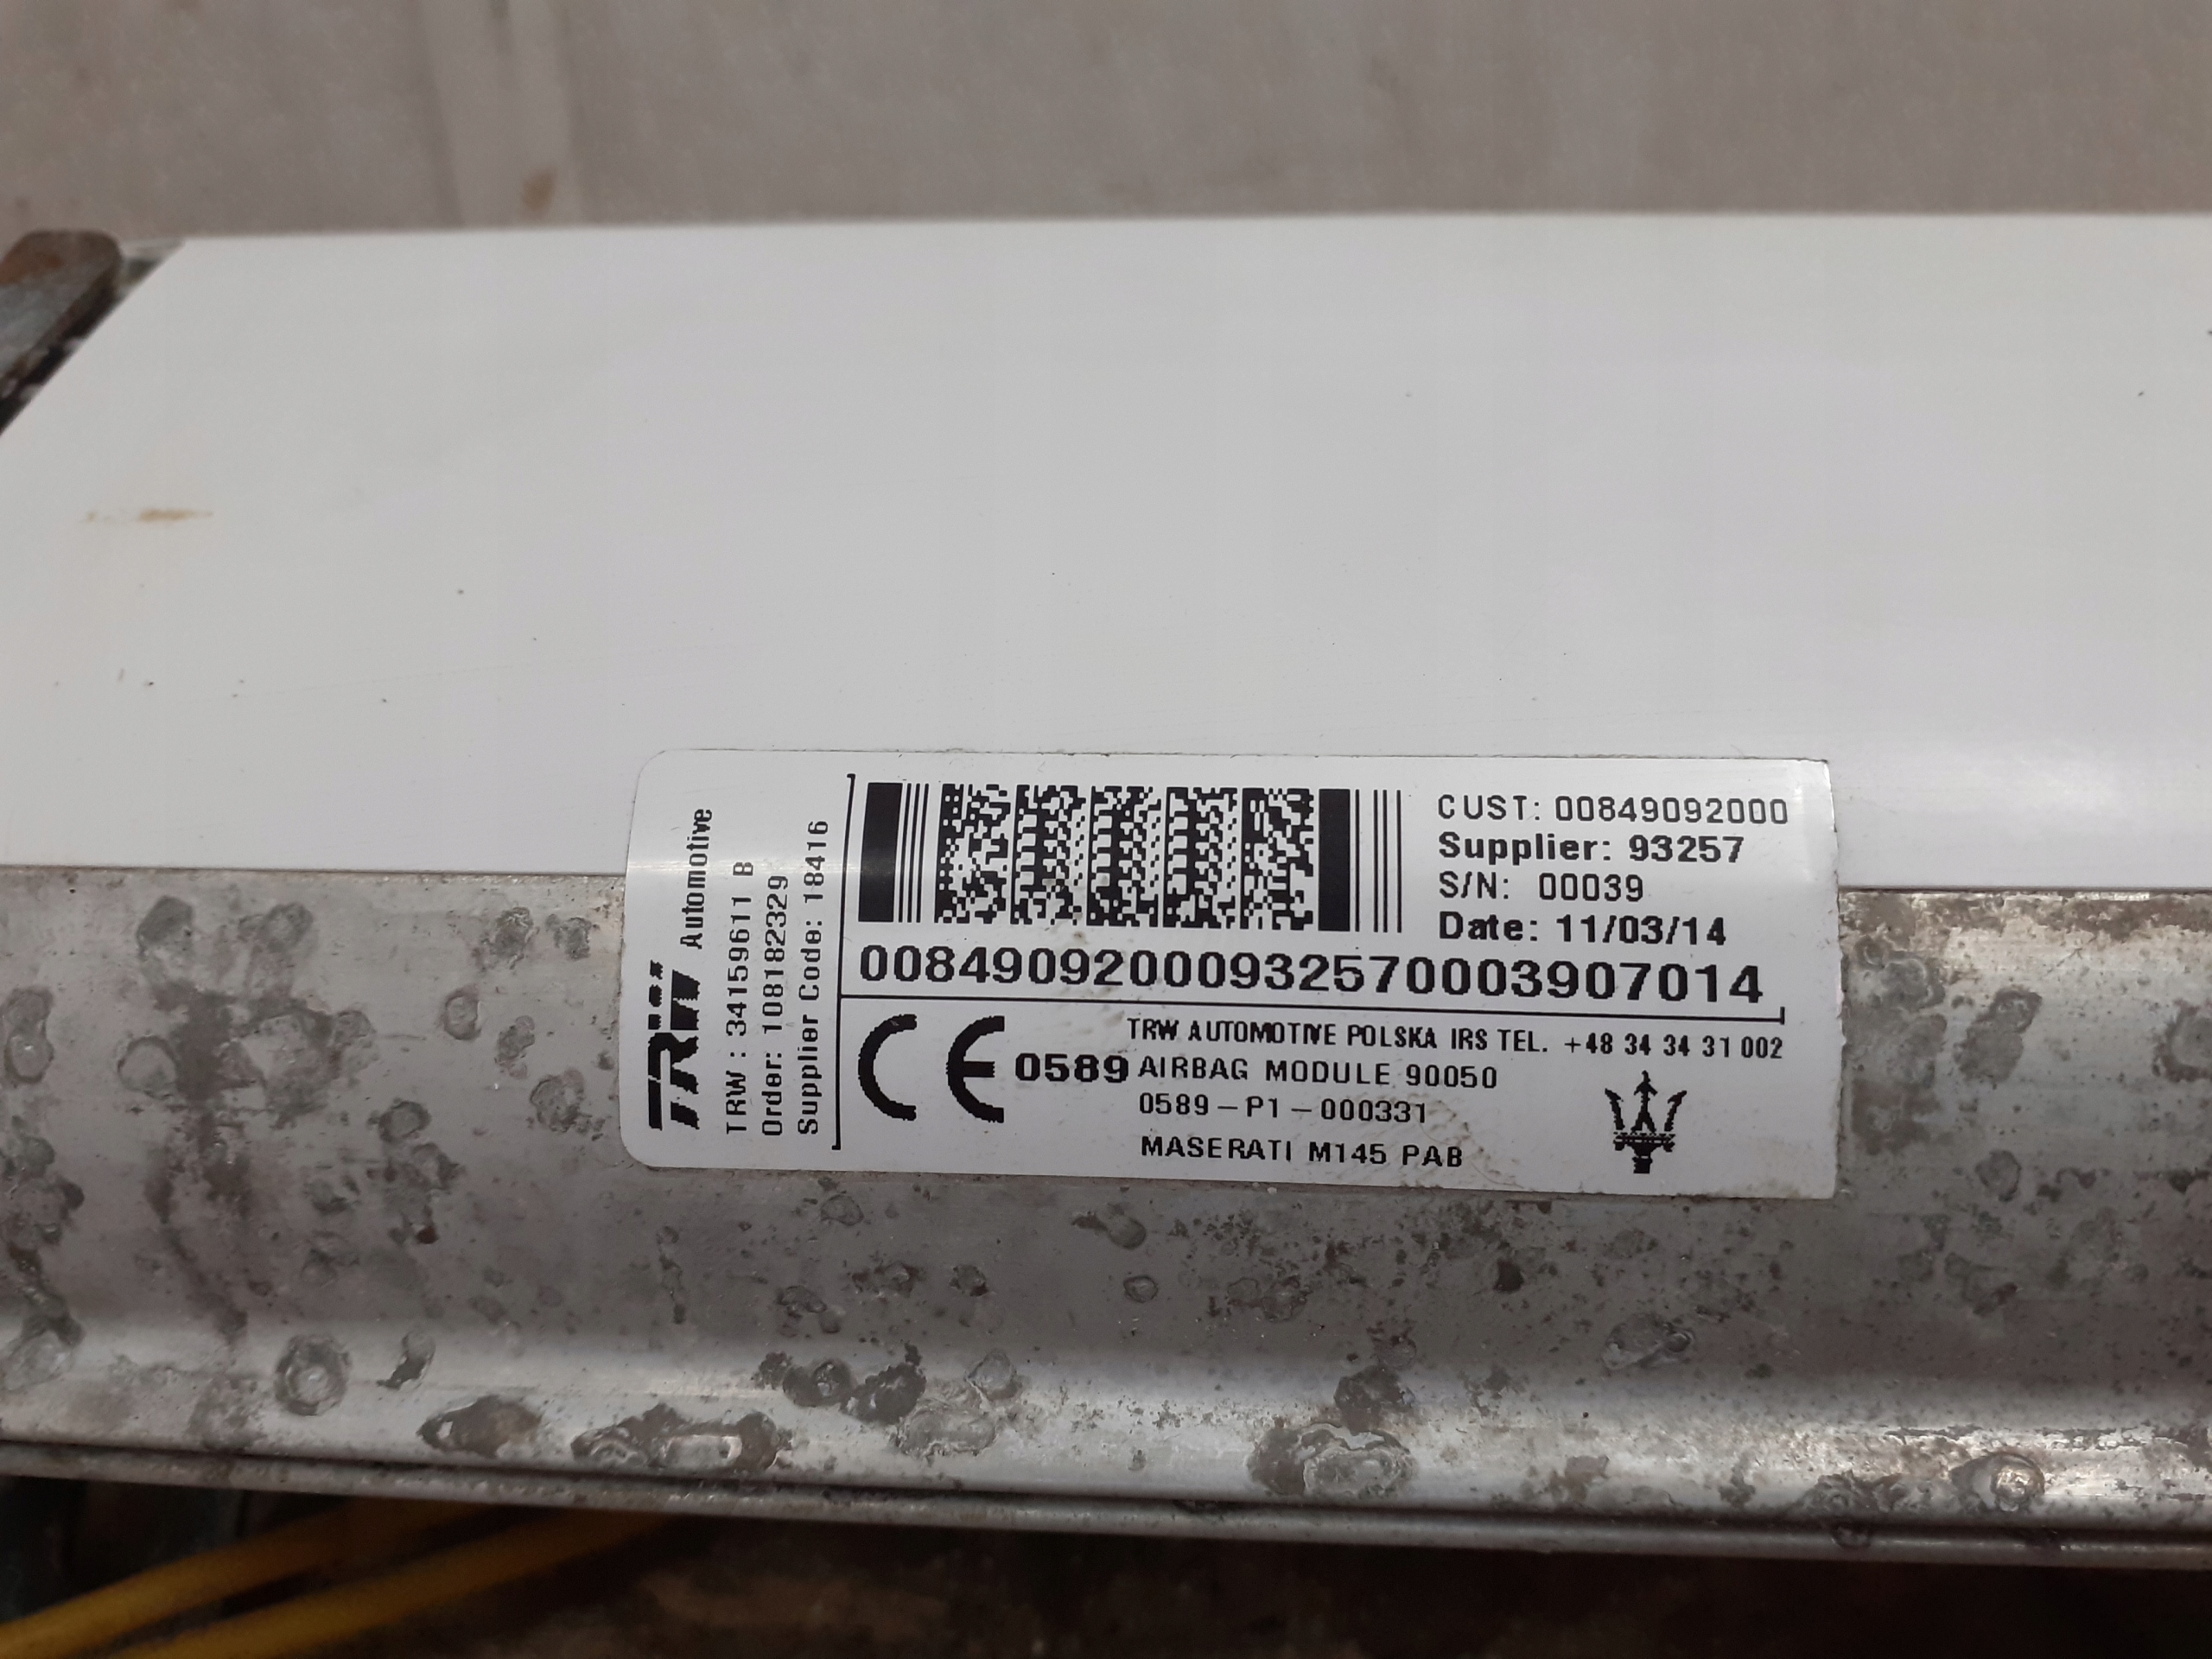 TRW Automotive
TRW : 34159611 B
Order: 108182329
Supplier Code: 18416
CUST: 00849092000
Supplier: 93257
S/N: 00039
Date: 11/03/14
00849092000932570003907014
CE 0589
TRW AUTOMOTIVE POLSKA IRS TEL. +48 34 34 31 002
AIRBAG MODULE 90050
0589-P1-000331
MASERATI M145 PAB